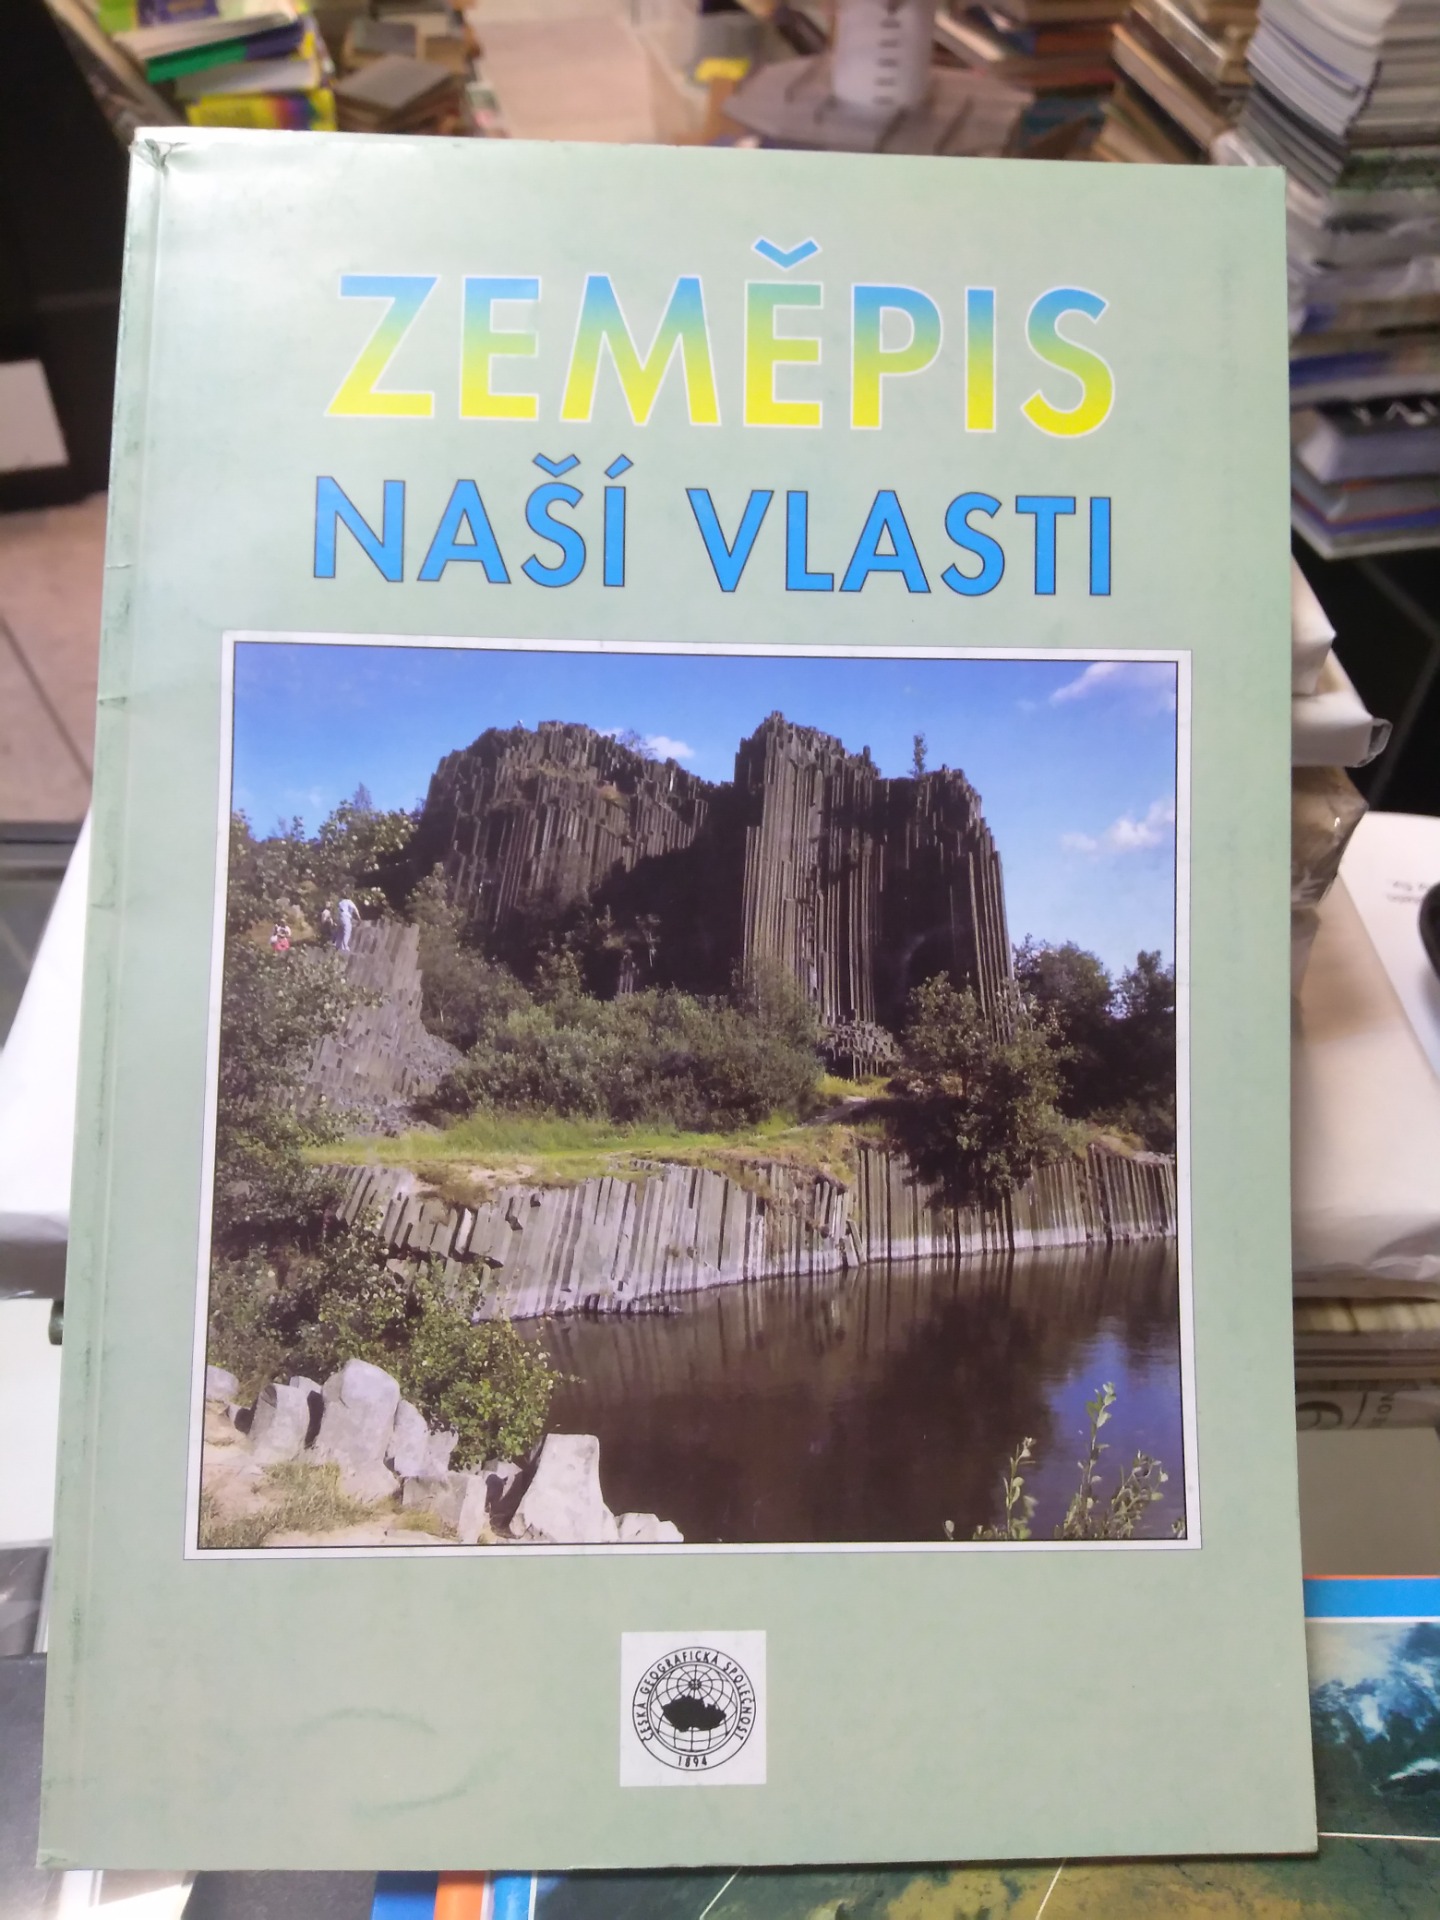 ZEMĚPIS
NAŠÍ VLASTI
ČESKÁ GEOGRAFICKÁ SPOLEČNOST
1894